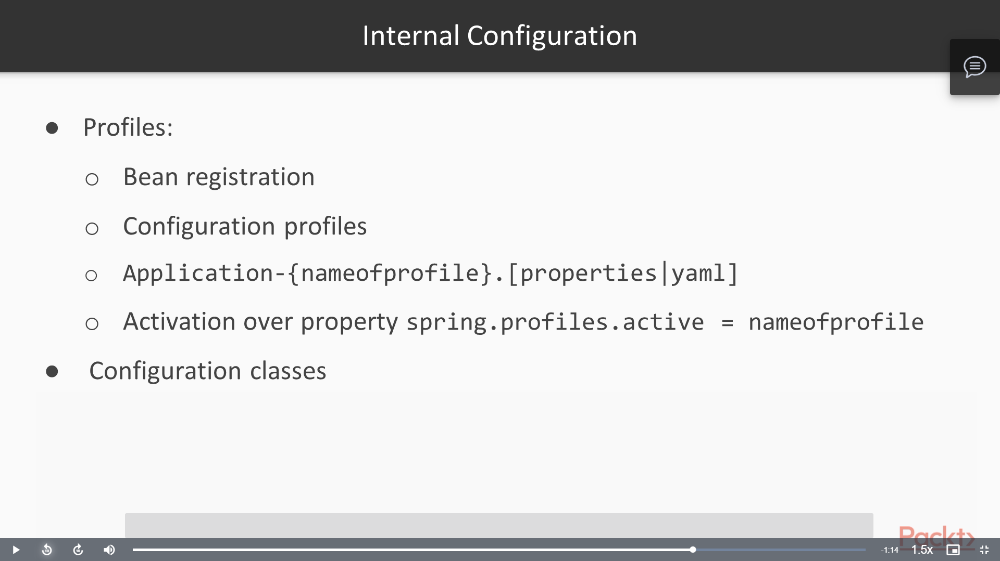 Internal Configuration
● Profiles:
○ Bean registration
○ Configuration profiles
○ Application-{nameofprofile}.[properties|yaml]
○ Activation over property spring.profiles.active = nameofprofile
● Configuration classes
Packt>
10
10
-1:14
1.5x